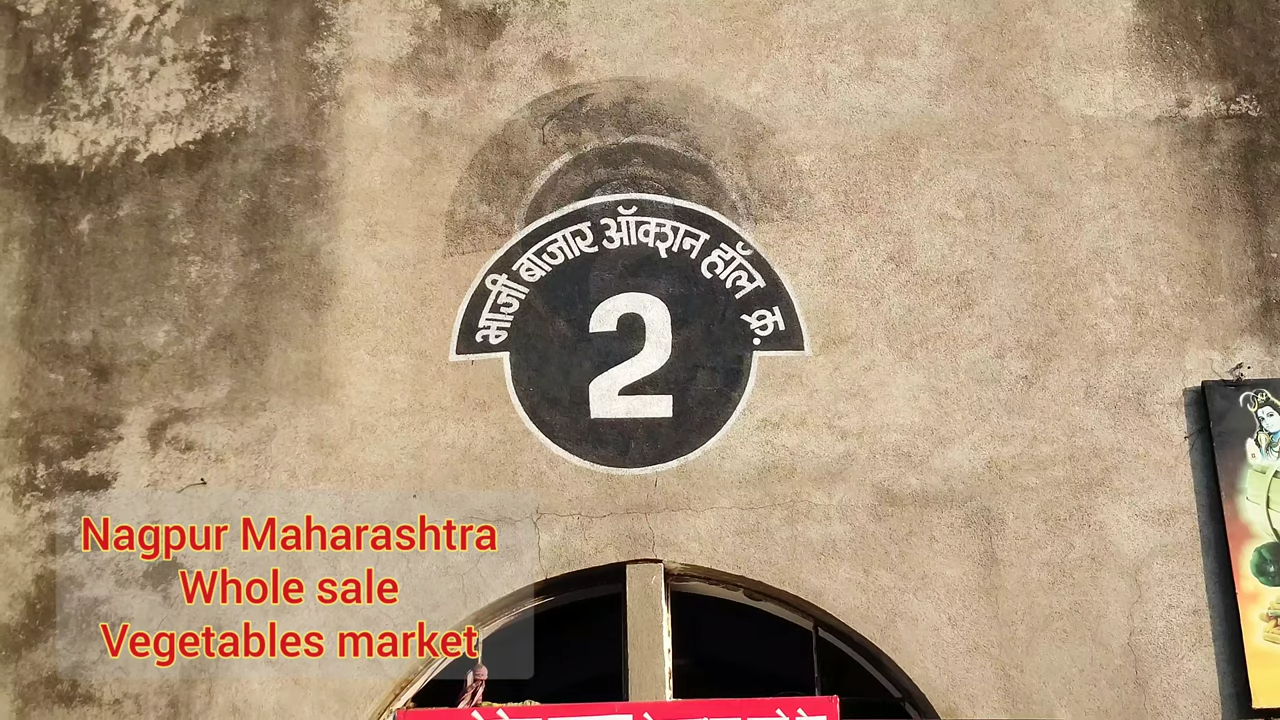 भाजी बाजार ऑक्शन हॉल क्र.
2
Nagpur Maharashtra
Whole sale
Vegetables market